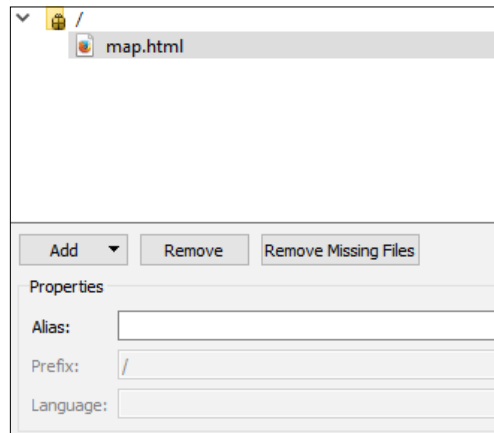 /
map.html
Add Remove Remove Missing Files
Properties
Alias:
Prefix: /
Language: